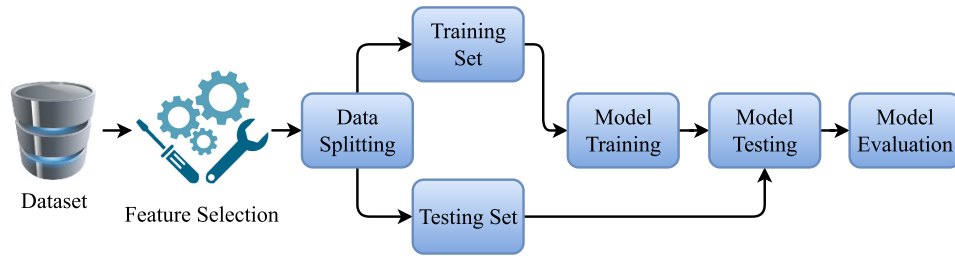 Dataset
Feature Selection
Data
Splitting
Training
Set
Testing Set
Model
Training
Model
Testing
Model
Evaluation